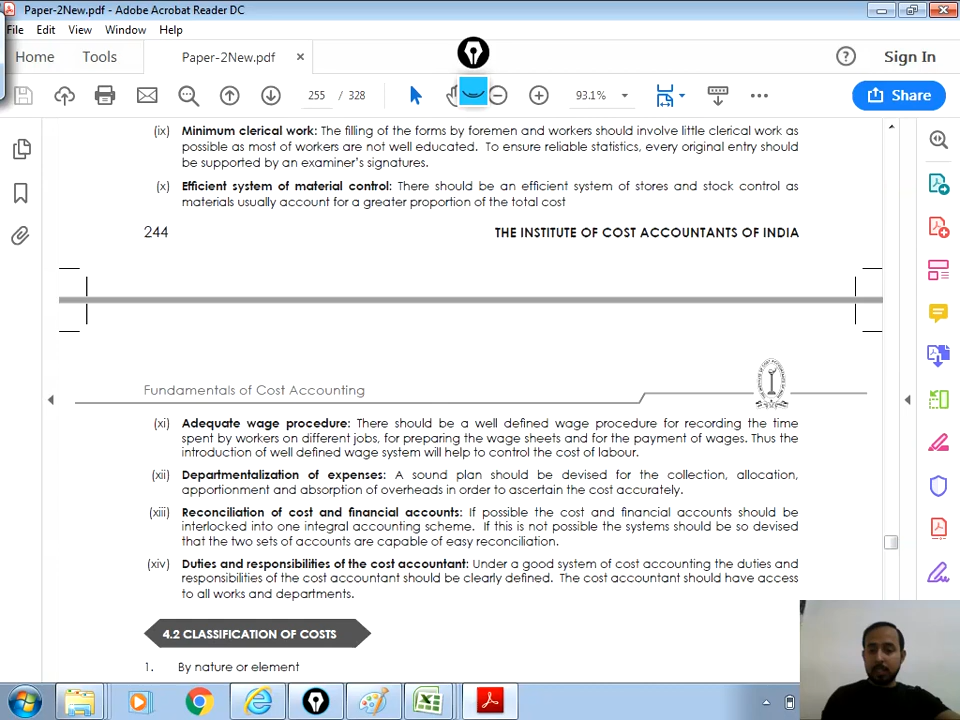 Paper-2New.pdf - Adobe Acrobat Reader DC
File Edit View Window Help
Home Tools Paper-2New.pdf × Sign In
255 / 328 93.1% Share
(ix) Minimum clerical work: The filling of the forms by foremen and workers should involve little clerical work as
possible as most of workers are not well educated. To ensure reliable statistics, every original entry should
be supported by an examiner's signatures.
(x) Efficient system of material control: There should be an efficient system of stores and stock control as
materials usually account for a greater proportion of the total cost
244 THE INSTITUTE OF COST ACCOUNTANTS OF INDIA
Fundamentals of Cost Accounting
(xi) Adequate wage procedure: There should be a well defined wage procedure for recording the time
spent by workers on different jobs, for preparing the wage sheets and for the payment of wages. Thus the
introduction of well defined wage system will help to control the cost of labour.
(xii) Departmentalization of expenses: A sound plan should be devised for the collection, allocation,
apportionment and absorption of overheads in order to ascertain the cost accurately.
(xiii) Reconciliation of cost and financial accounts: If possible the cost and financial accounts should be
interlocked into one integral accounting scheme. If this is not possible the systems should be so devised
that the two sets of accounts are capable of easy reconciliation.
(xiv) Duties and responsibilities of the cost accountant: Under a good system of cost accounting the duties and
responsibilities of the cost accountant should be clearly defined. The cost accountant should have access
to all works and departments.
4.2 CLASSIFICATION OF COSTS
1. By nature or element